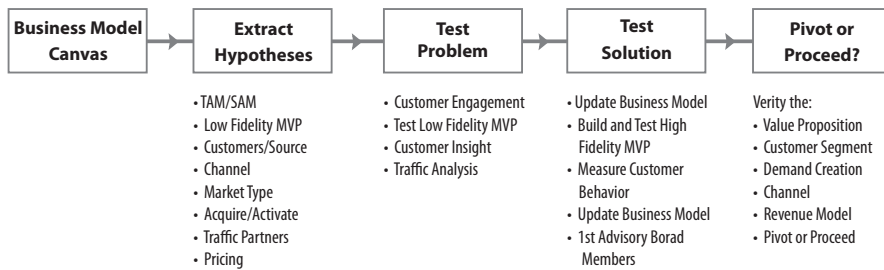 Business Model
Canvas
Extract
Hypotheses
Test
Problem
Test
Solution
Pivot or
Proceed?
• TAM/SAM
• Low Fidelity MVP
• Customers/Source
• Channel
• Market Type
• Acquire/Activate
• Traffic Partners
• Pricing
• Customer Engagement
• Test Low Fidelity MVP
• Customer Insight
• Traffic Analysis
• Update Business Model
• Build and Test High
Fidelity MVP
• Measure Customer
Behavior
• Update Business Model
• 1st Advisory Borad
Members
Verify the:
• Value Proposition
• Customer Segment
• Demand Creation
• Channel
• Revenue Model
• Pivot or Proceed